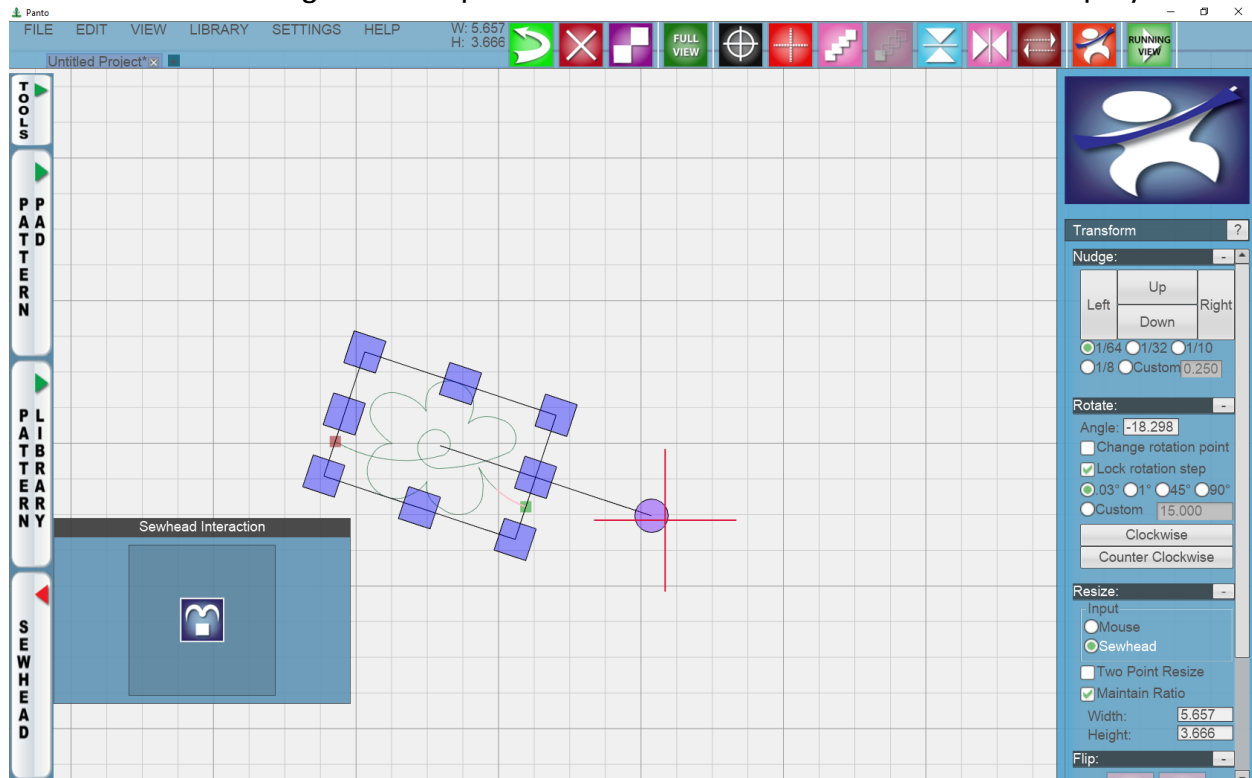 Panto
FILE EDIT VIEW LIBRARY SETTINGS HELP
W: 5.657
H: 3.666
FULL
VIEW
RUNNING
VIEW
Untitled Project*
TOOLS
PATTERN PAD
PATTERN LIBRARY
SEWHEAD
Sewhead Interaction
Transform ?
Nudge: -
Left Up Right
Down
1/64 1/32 1/10
1/8 Custom 0.250
Rotate: -
Angle: -18.298
Change rotation point
Lock rotation step
.03° 1° 45° 90°
Custom 15.000
Clockwise
Counter Clockwise
Resize: -
Input
Mouse
Sewhead
Two Point Resize
Maintain Ratio
Width: 5.657
Height: 3.666
Flip: -